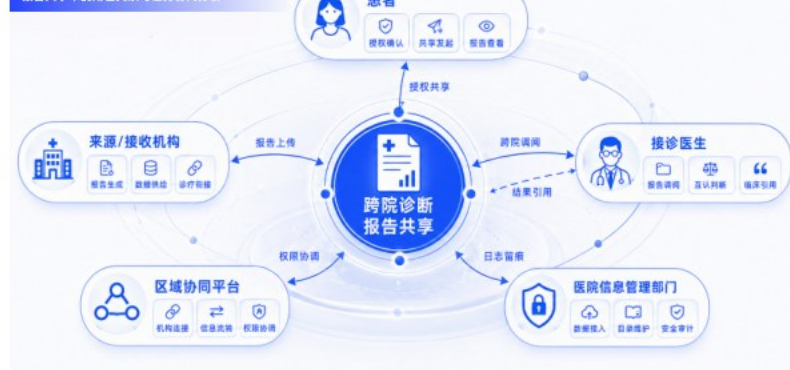 患者
授权确认 共享发起 报告查看
授权共享
来源/接收机构
报告生成 数据供给 诊疗衔接
报告上传
跨院调阅
接诊医生
报告调阅 互认判断 临床引用
结果引用
跨院诊断
报告共享
权限协调
日志留痕
区域协同平台
机构连接 信息流转 权限协调
医院信息管理部门
数据接入 目录维护 安全审计